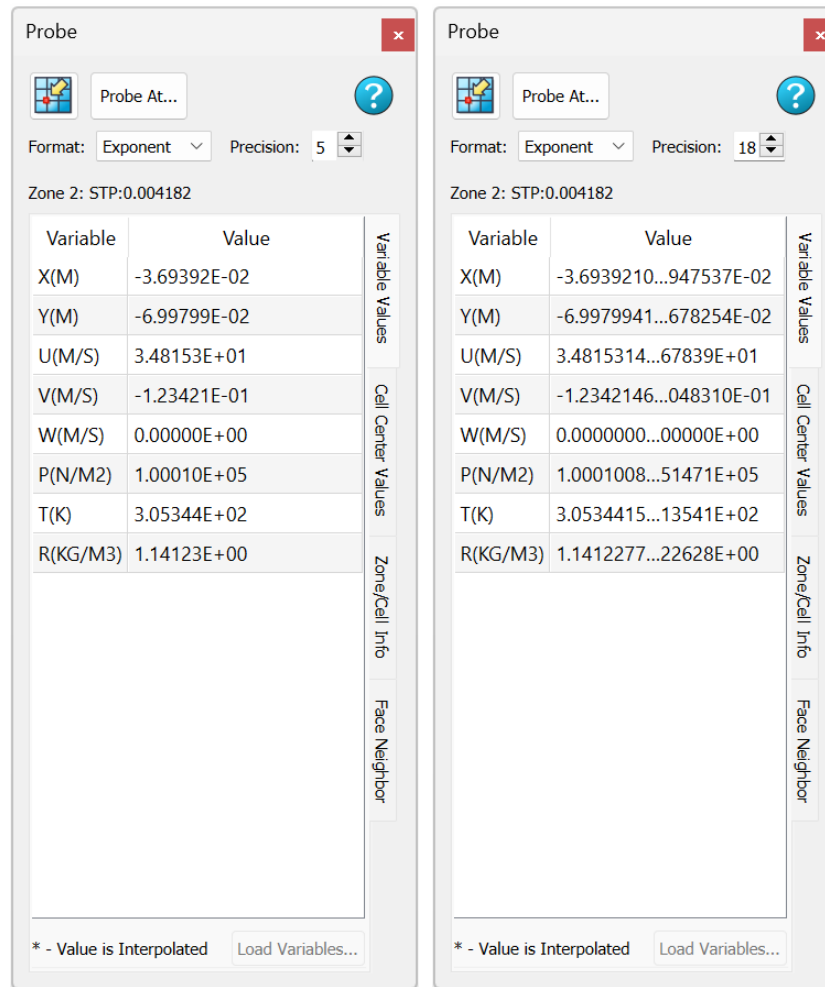 Probe
Probe At...
?
Format: Exponent Precision: 5
Zone 2: STP:0.004182
Variable Value
X(M) -3.69392E-02
Y(M) -6.99799E-02
U(M/S) 3.48153E+01
V(M/S) -1.23421E-01
W(M/S) 0.00000E+00
P(N/M2) 1.00010E+05
T(K) 3.05344E+02
R(KG/M3) 1.14123E+00
Variable Values
Cell Center Values
Zone/Cell Info
Face Neighbor
* - Value is Interpolated Load Variables...
Probe
Probe At...
?
Format: Exponent Precision: 18
Zone 2: STP:0.004182
Variable Value
X(M) -3.6939210...947537E-02
Y(M) -6.9979941...678254E-02
U(M/S) 3.4815314...67839E+01
V(M/S) -1.2342146...048310E-01
W(M/S) 0.0000000...00000E+00
P(N/M2) 1.0001008...51471E+05
T(K) 3.0534415...13541E+02
R(KG/M3) 1.1412277...22628E+00
Variable Values
Cell Center Values
Zone/Cell Info
Face Neighbor
* - Value is Interpolated Load Variables...